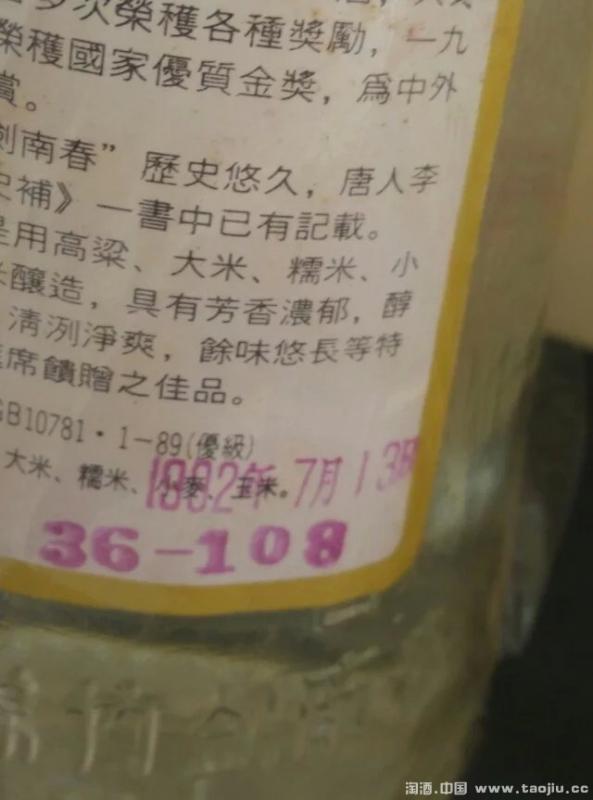 多次榮獲各種獎勵，一九
榮獲國家優質金獎，爲中外
賞。
劍南春”歷史悠久，唐人李
史補》一書中已有記載。
是用高粱、大米、糯米、小
米釀造，具有芳香濃郁，醇
清洌淨爽，餘味悠長等特
席饋贈之佳品。
GB10781·1-89(優級)
大米、糯米、小麥、玉米。
1992年7月13日
36-108
綿竹
淘酒.中国 www.taojiu.cc